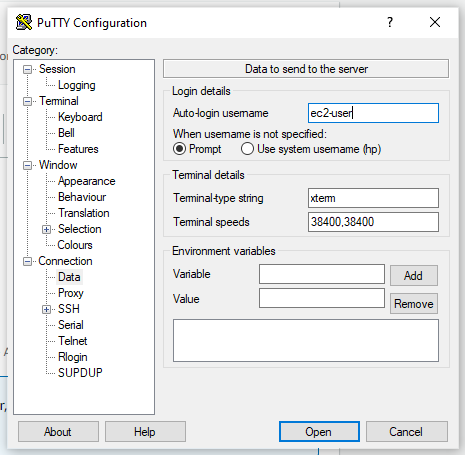 PuTTY Configuration
?
Category:
Session
Logging
Terminal
Keyboard
Bell
Features
Window
Appearance
Behaviour
Translation
Selection
Colours
Connection
Data
Proxy
SSH
Serial
Telnet
Rlogin
SUPDUP
Data to send to the server
Login details
Auto-login username ec2-user
When username is not specified:
Prompt Use system username (hp)
Terminal details
Terminal-type string xterm
Terminal speeds 38400,38400
Environment variables
Variable Add
Value Remove
About Help Open Cancel